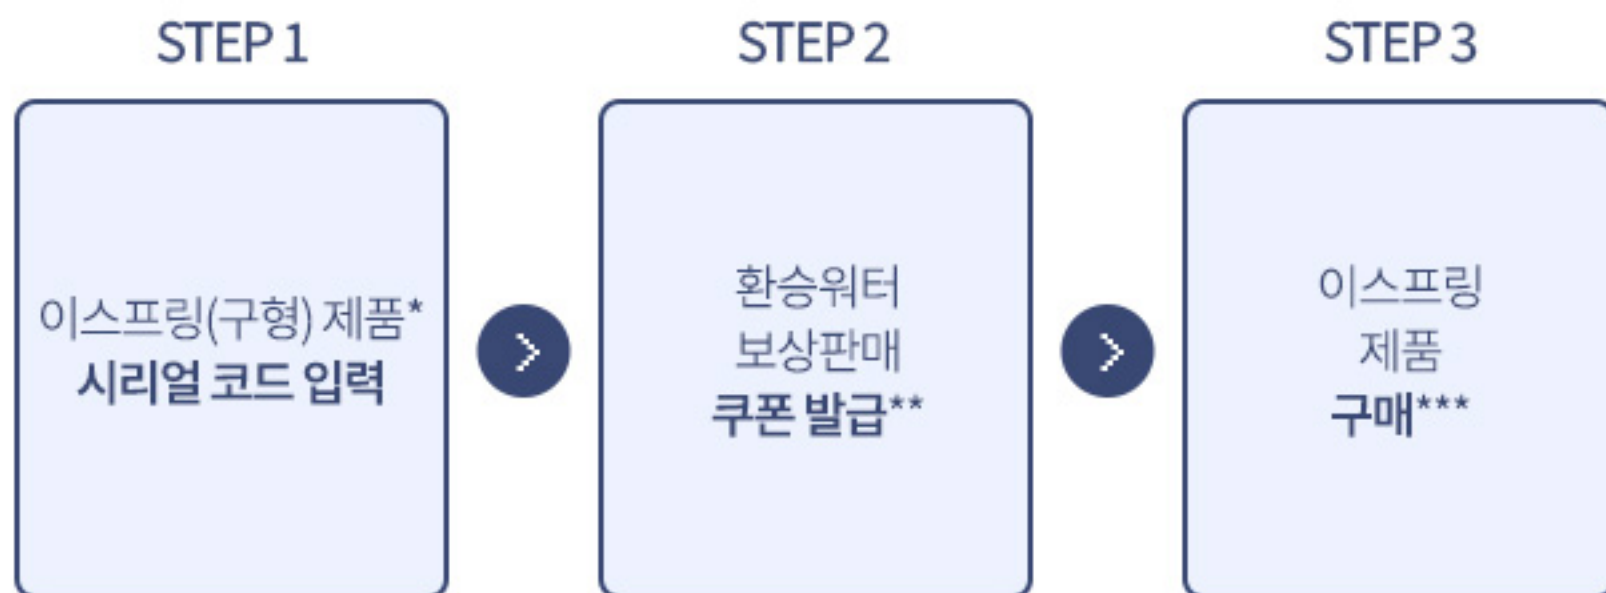 STEP 1
이스프링(구형) 제품*
시리얼 코드 입력
STEP 2
환승워터
보상판매
쿠폰 발급**
STEP 3
이스프링
제품
구매***